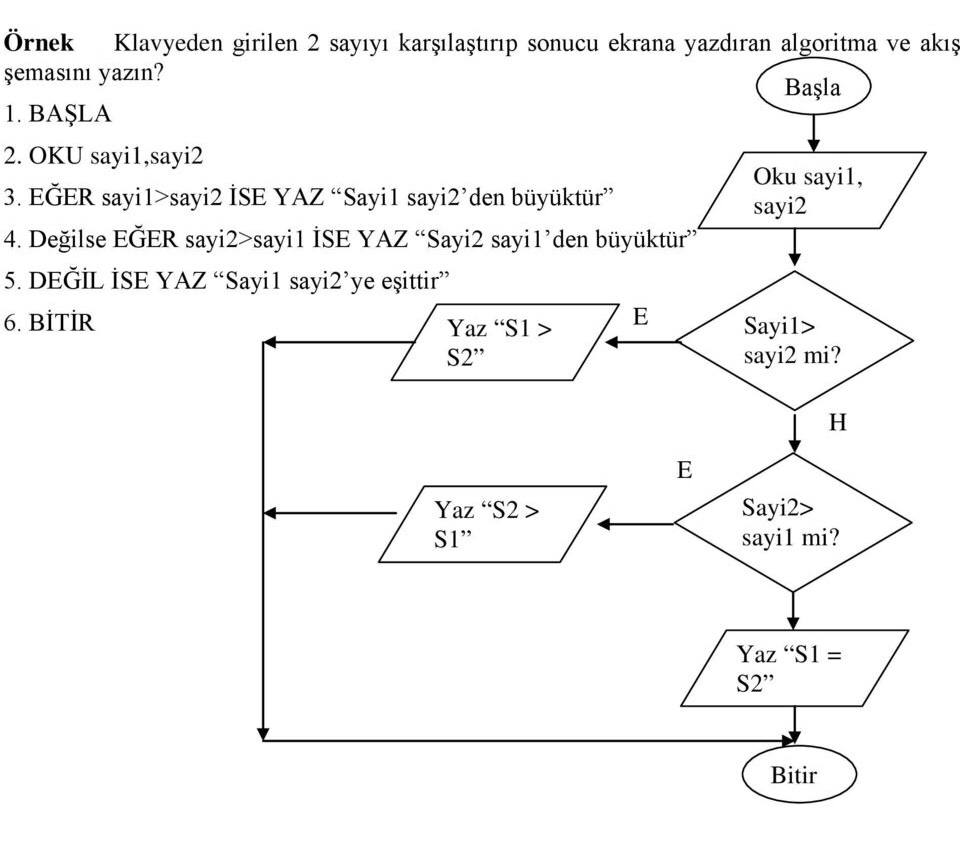 Örnek Klavyeden girilen 2 sayıyı karşılaştırıp sonucu ekrana yazdıran algoritma ve akış
şemasını yazın?
1. BAŞLA
2. OKU sayi1,sayi2
3. EĞER sayi1>sayi2 İSE YAZ “Sayi1 sayi2’den büyüktür”
4. Değilse EĞER sayi2>sayi1 İSE YAZ “Sayi2 sayi1’den büyüktür”
5. DEĞİL İSE YAZ “Sayi1 sayi2’ye eşittir”
6. BİTİR
Başla
Oku sayi1,
sayi2
Sayi1>
sayi2 mi?
E
Yaz “S1 >
S2”
H
Sayi2>
sayi1 mi?
E
Yaz “S2 >
S1”
Yaz “S1 =
S2”
Bitir